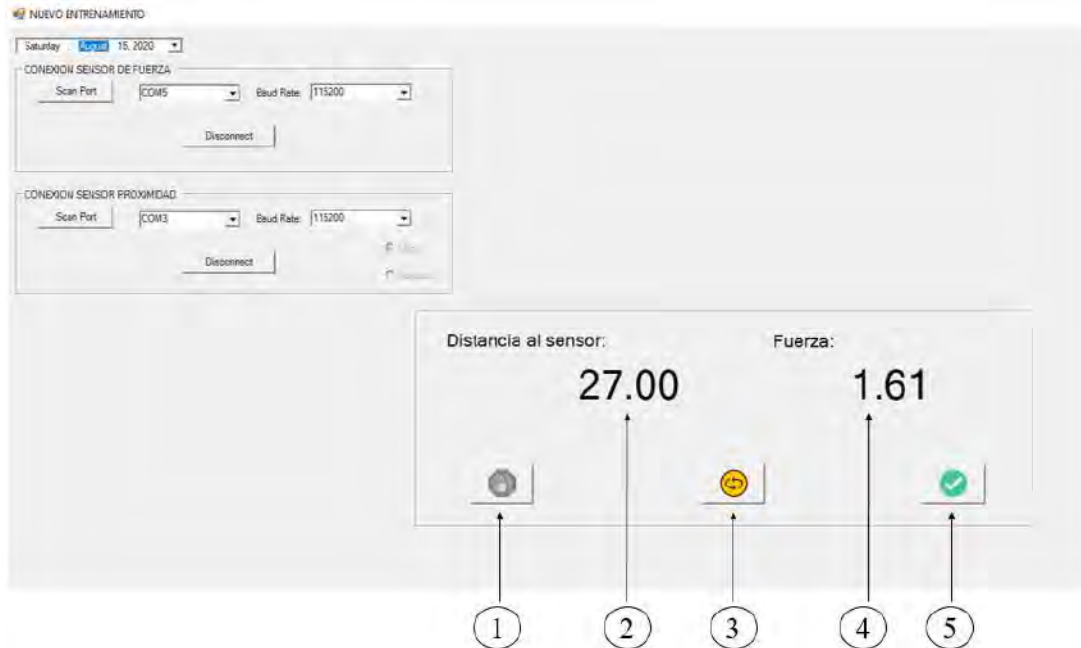 NUEVO ENTRENAMIENTO
Saturday , August 15, 2020
CONEXION SENSOR DE FUERZA
Scan Port COM5 Baud Rate: 115200
Disconnect
CONEXION SENSOR PROXIMIDAD
Scan Port COM3 Baud Rate: 115200
Disconnect
Distancia al sensor: Fuerza:
27.00 1.61
1 2 3 4 5